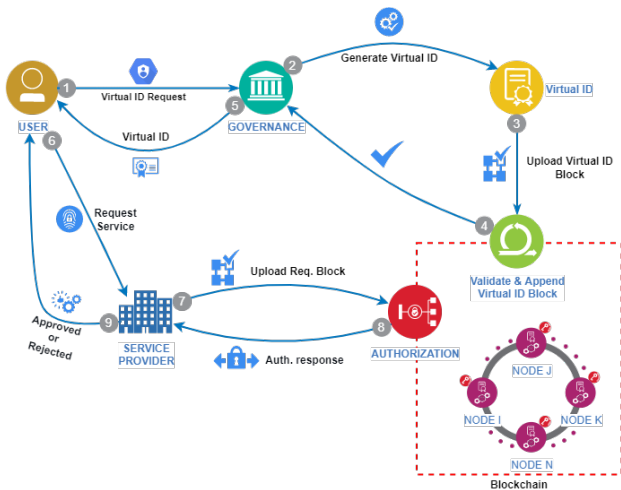 2
Generate Virtual ID
1
Virtual ID Request
Virtual ID
USER
5
GOVERNANCE
3
Virtual ID
6
Upload Virtual ID
Block
Request
Service
4
Validate & Append
Virtual ID Block
7
Upload Req. Block
8
9
Approved
or
Rejected
SERVICE
PROVIDER
Auth. response
AUTHORIZATION
NODE J
NODE I
NODE K
NODE N
Blockchain